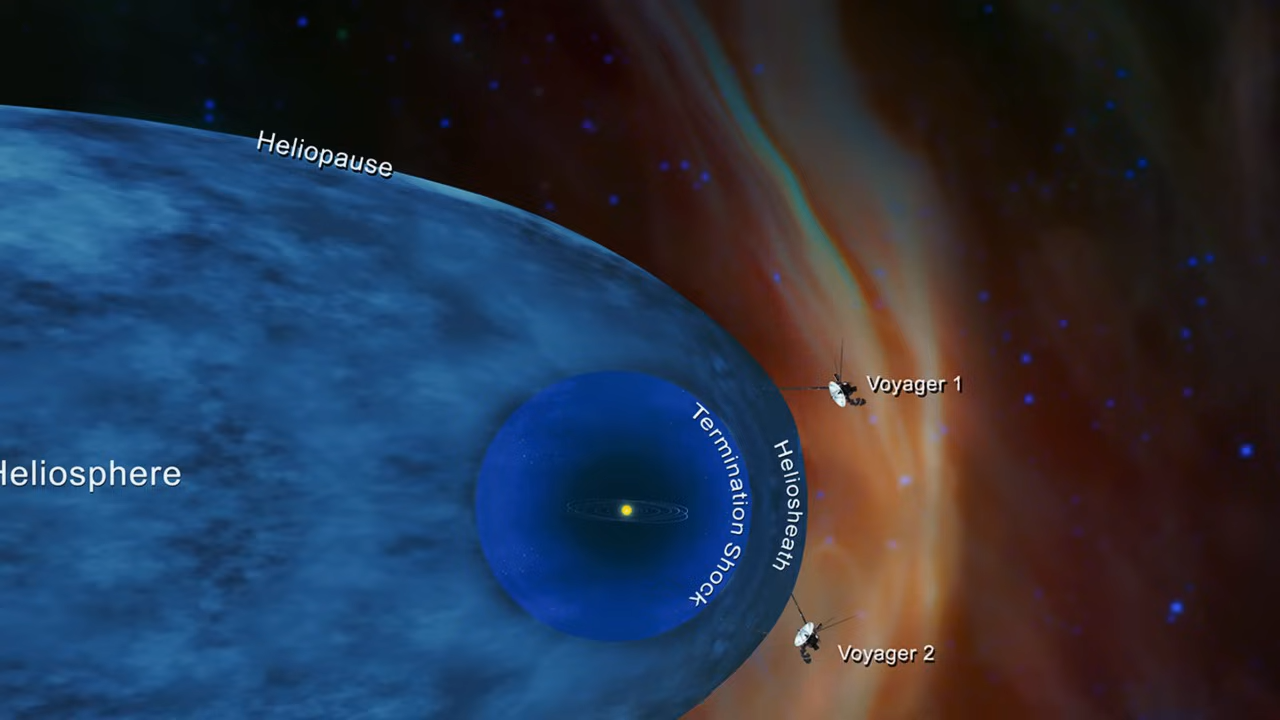 Heliopause
Voyager 1
Termination Shock
Heliosheath
Heliosphere
Voyager 2